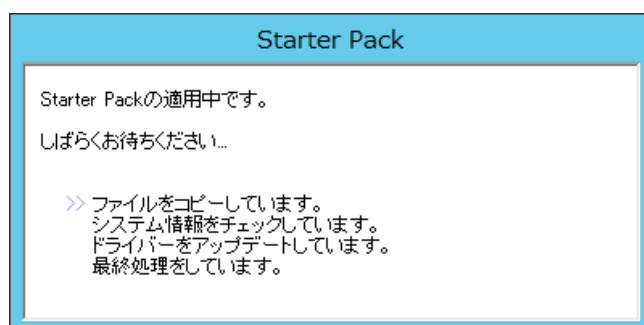 Starter Pack
Starter Packの適用中です。
しばらくお待ちください...
>> ファイルをコピーしています。
システム情報をチェックしています。
ドライバーをアップデートしています。
最終処理をしています。